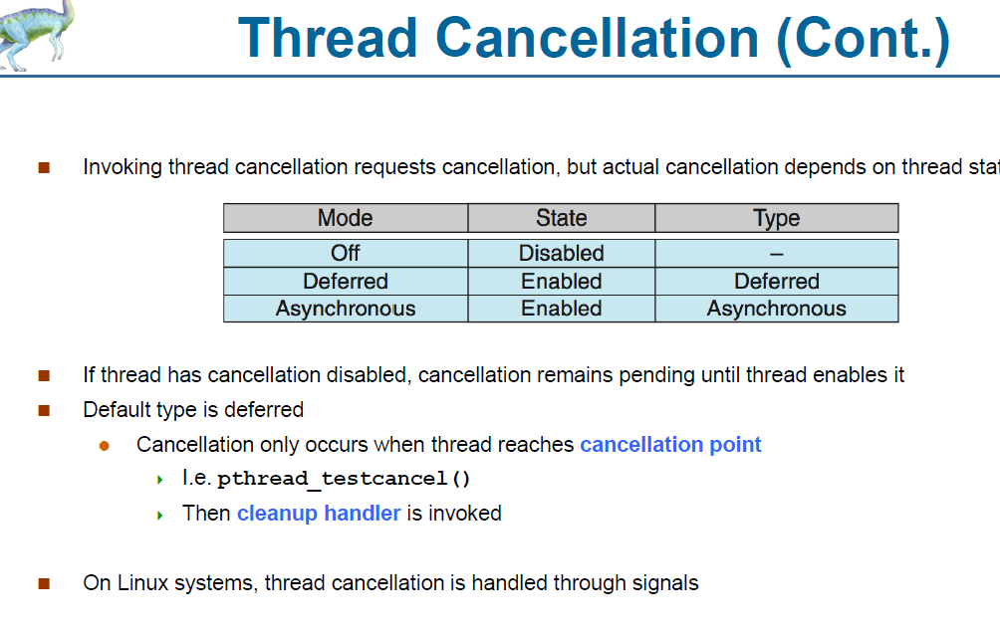 Thread Cancellation (Cont.)
Invoking thread cancellation requests cancellation, but actual cancellation depends on thread
Mode State Type
Off Disabled –
Deferred Enabled Deferred
Asynchronous Enabled Asynchronous
If thread has cancellation disabled, cancellation remains pending until thread enables it
Default type is deferred
Cancellation only occurs when thread reaches cancellation point
I.e. pthread_testcancel()
Then cleanup handler is invoked
On Linux systems, thread cancellation is handled through signals